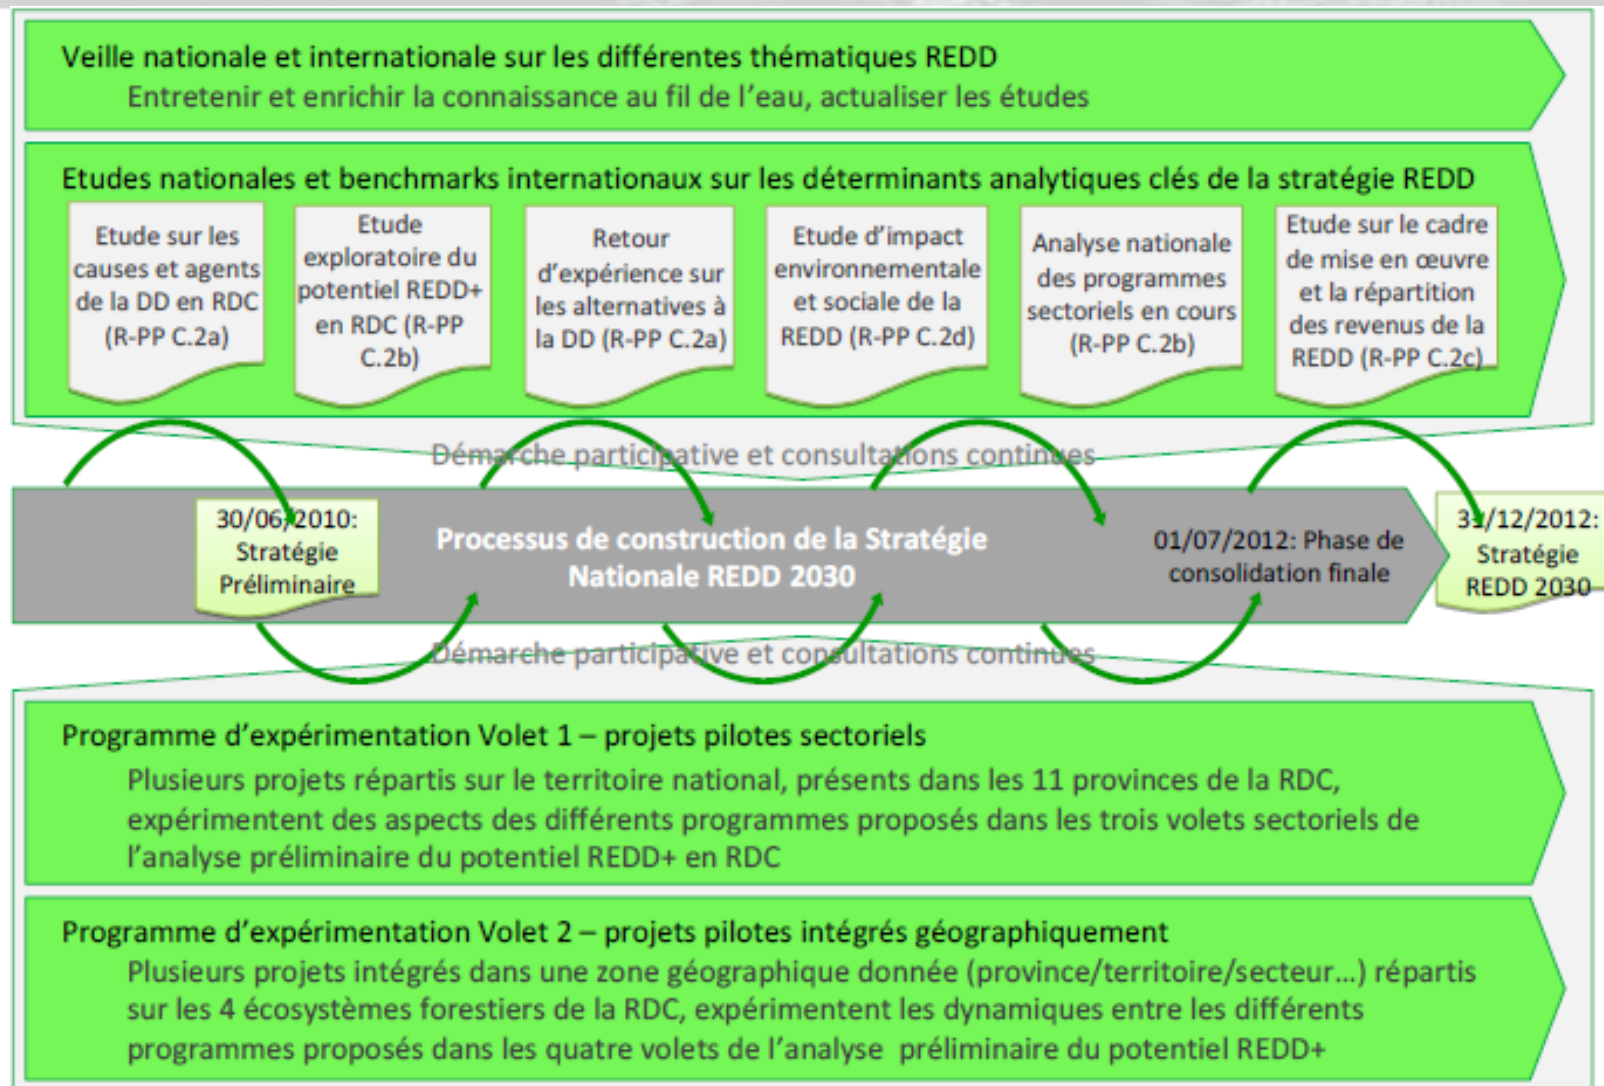 Veille nationale et internationale sur les différentes thématiques REDD
Entretenir et enrichir la connaissance au fil de l'eau, actualiser les études
Etudes nationales et benchmarks internationaux sur les déterminants analytiques clés de la stratégie REDD
Etude sur les
causes et agents
de la DD en RDC
(R-PP C.2a)
Etude
exploratoire du
potentiel REDD+
en RDC (R-PP
C.2b)
Retour
d'expérience sur
les alternatives à
la DD (R-PP C.2a)
Etude d'impact
environnementale
et sociale de la
REDD (R-PP C.2d)
Analyse nationale
des programmes
sectoriels en cours
(R-PP C.2b)
Etude sur le cadre
de mise en œuvre
et la répartition
des revenus de la
REDD (R-PP C.2c)
Démarche participative et consultations continues
30/06/2010:
Stratégie
Préliminaire
Processus de construction de la Stratégie
Nationale REDD 2030
01/07/2012: Phase de
consolidation finale
31/12/2012:
Stratégie
REDD 2030
Démarche participative et consultations continues
Programme d'expérimentation Volet 1 – projets pilotes sectoriels
Plusieurs projets répartis sur le territoire national, présents dans les 11 provinces de la RDC,
expérimentent des aspects des différents programmes proposés dans les trois volets sectoriels de
l'analyse préliminaire du potentiel REDD+ en RDC
Programme d'expérimentation Volet 2 – projets pilotes intégrés géographiquement
Plusieurs projets intégrés dans une zone géographique donnée (province/territoire/secteur…) répartis
sur les 4 écosystèmes forestiers de la RDC, expérimentent les dynamiques entre les différents
programmes proposés dans les quatre volets de l'analyse préliminaire du potentiel REDD+